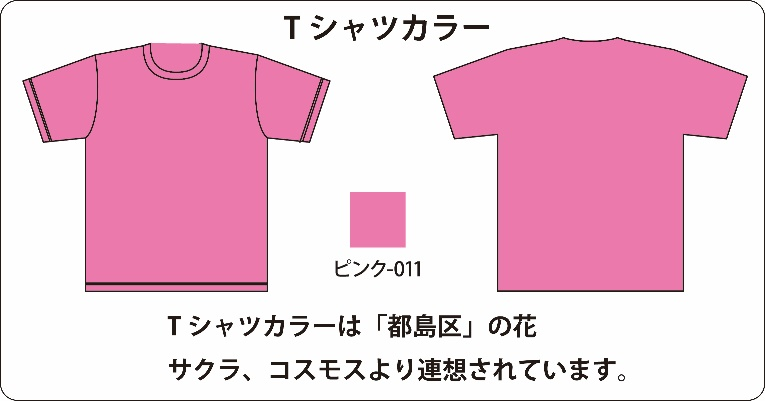 Tシャツカラー
ピンク-011
Tシャツカラーは「都島区」の花
サクラ、コスモスより連想されています。